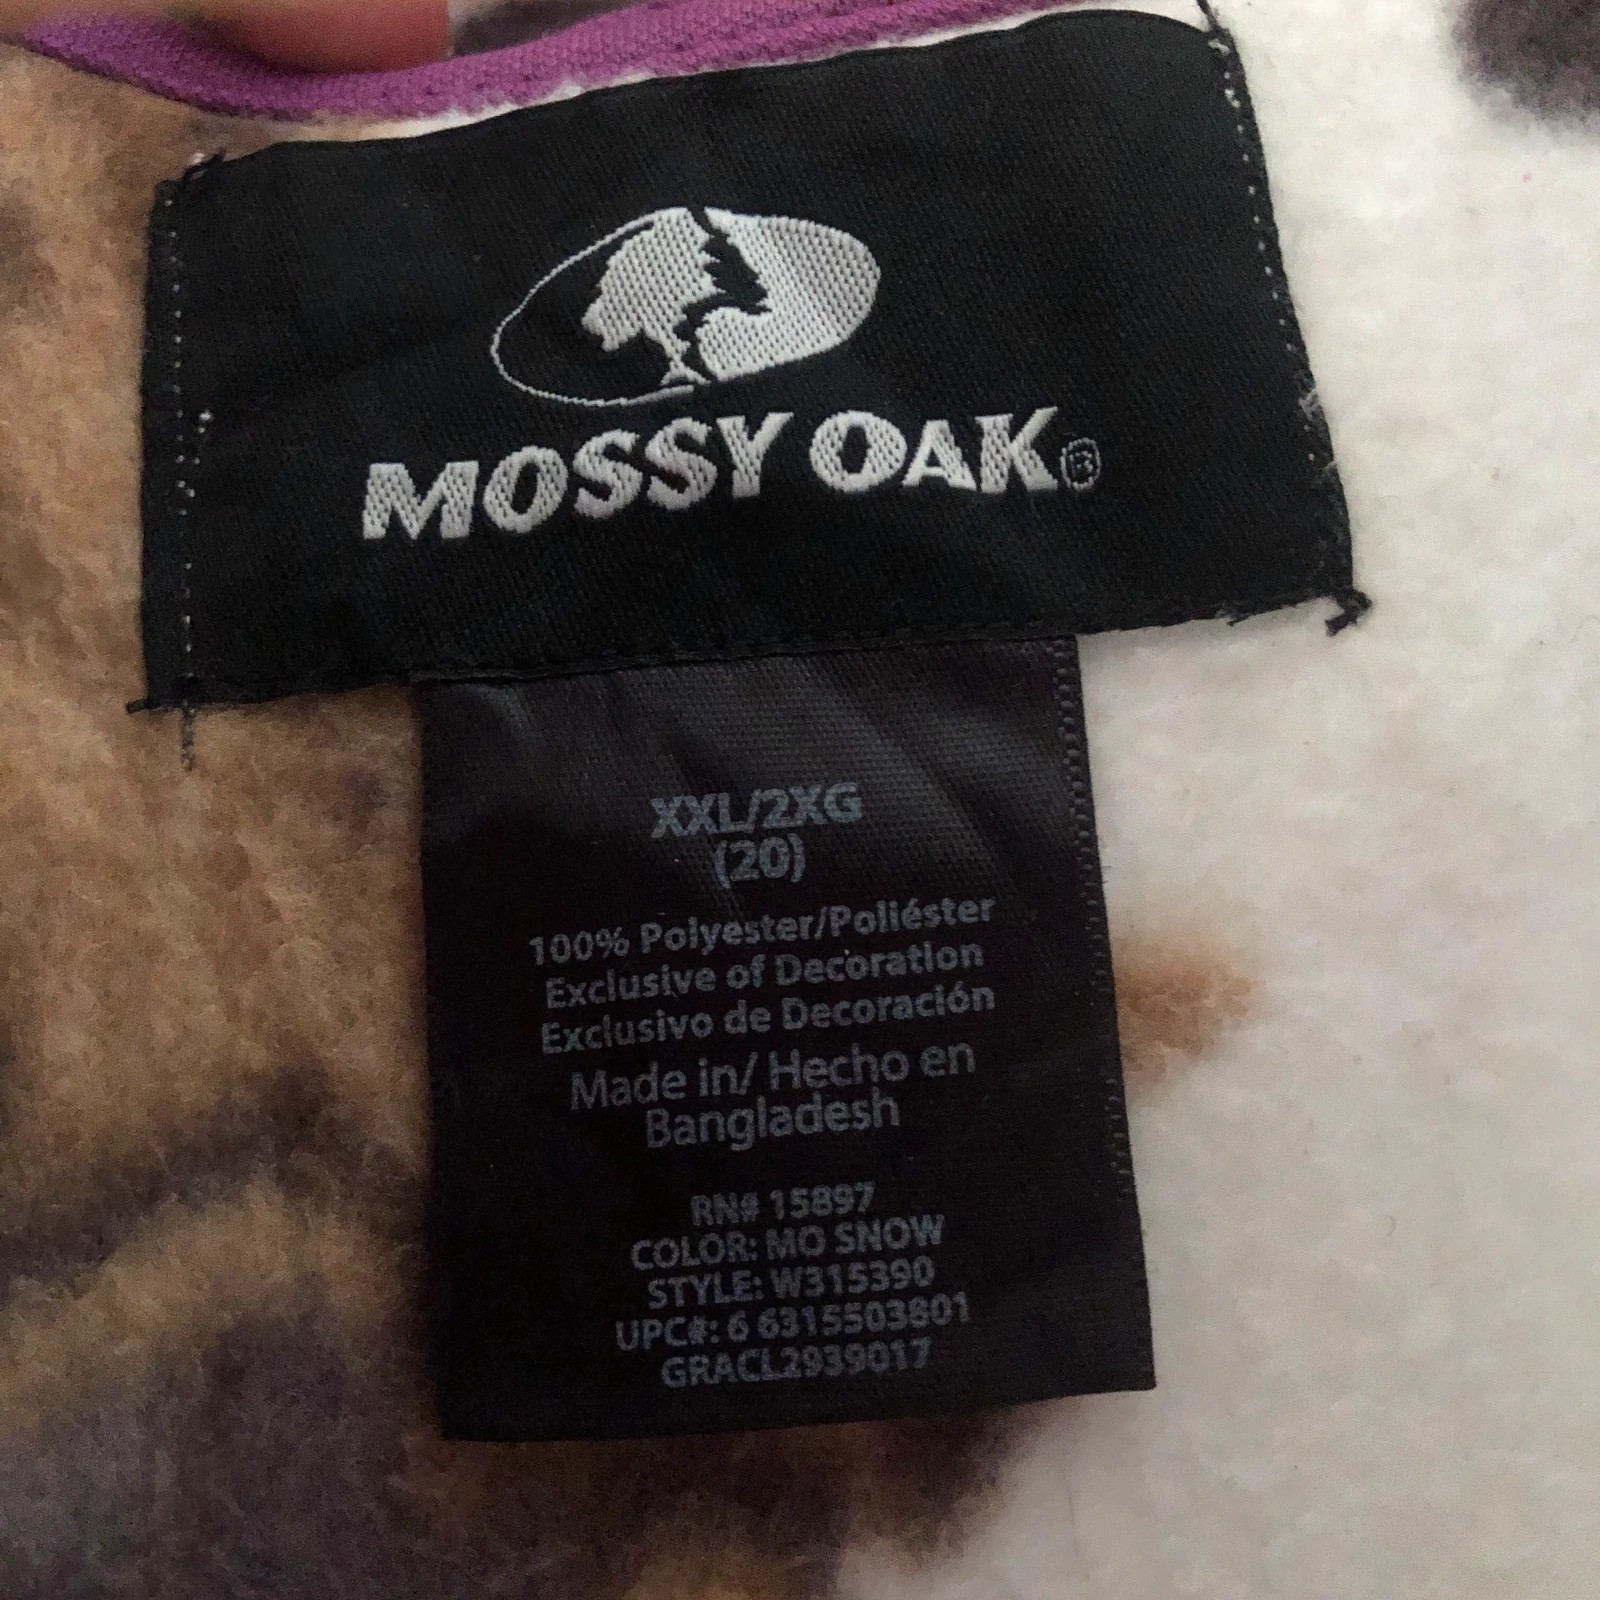 MOSSY OAK®
XXL/2XG
(20)
100% Polyester/Poliéster
Exclusive of Decoration
Exclusivo de Decoración
Made in/ Hecho en
Bangladesh
RN# 15897
COLOR: MO SNOW
STYLE: W315390
UPC#: 6 6315503801
GRACL2939017